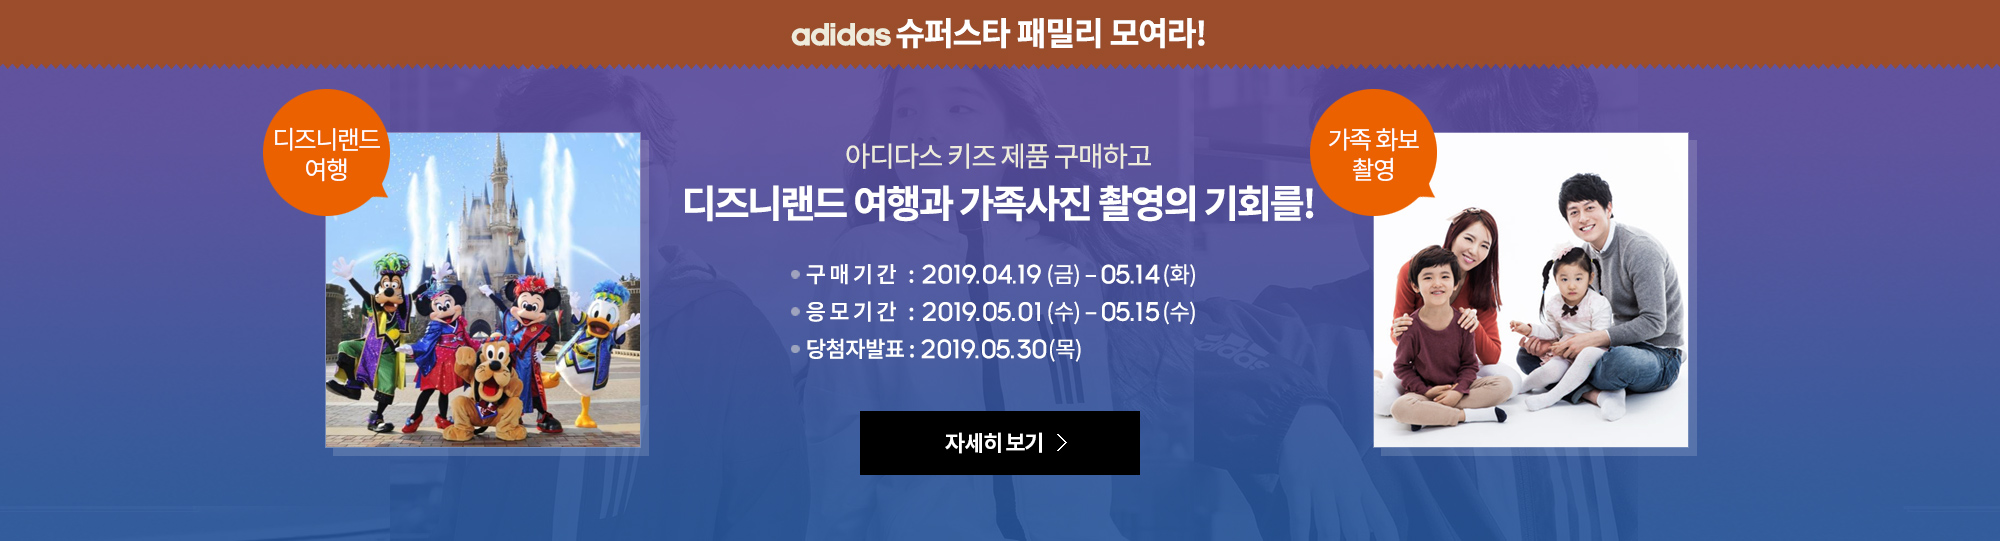 adidas 슈퍼스타 패밀리 모여라!
디즈니랜드
여행
아디다스 키즈 제품 구매하고
디즈니랜드 여행과 가족사진 촬영의 기회를!
구매기간 : 2019.04.19 (금) - 05.14 (화)
응모기간 : 2019.05.01 (수) - 05.15 (수)
당첨자발표 : 2019.05.30 (목)
자세히 보기 >
가족 화보
촬영